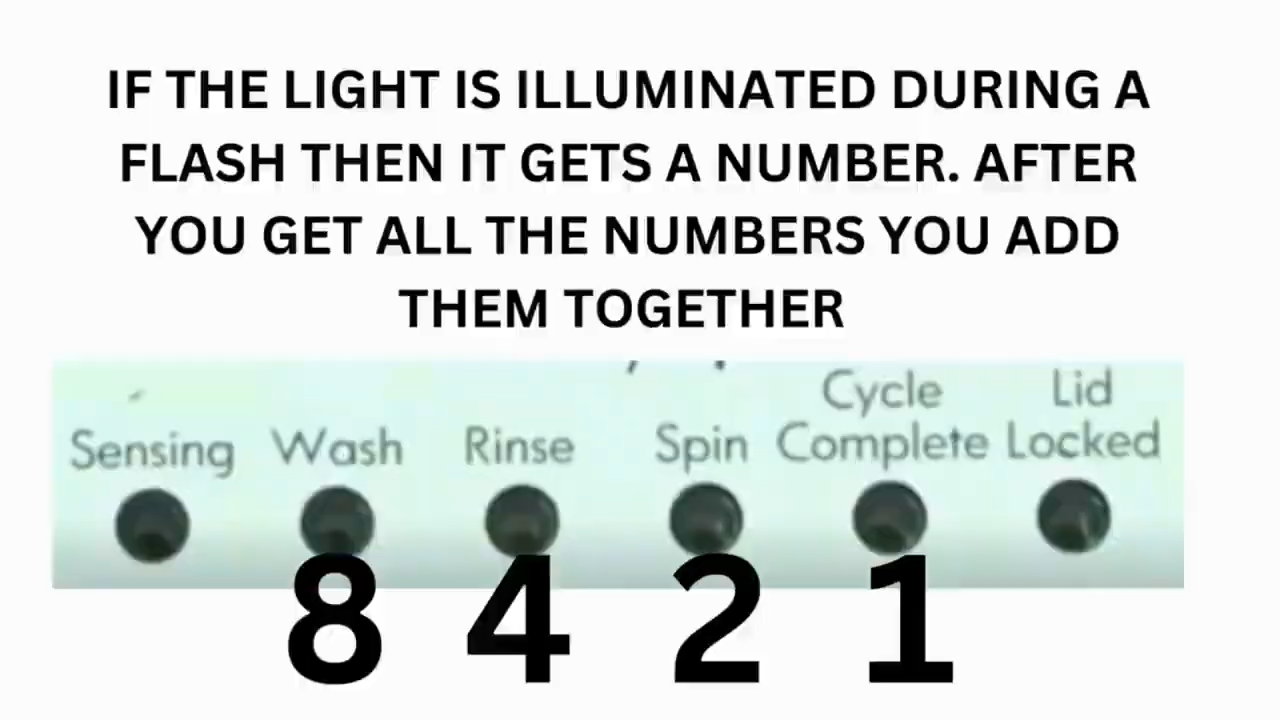 IF THE LIGHT IS ILLUMINATED DURING A
FLASH THEN IT GETS A NUMBER. AFTER
YOU GET ALL THE NUMBERS YOU ADD
THEM TOGETHER
Sensing Wash Rinse Spin Cycle Complete Lid Locked
8 4 2 1